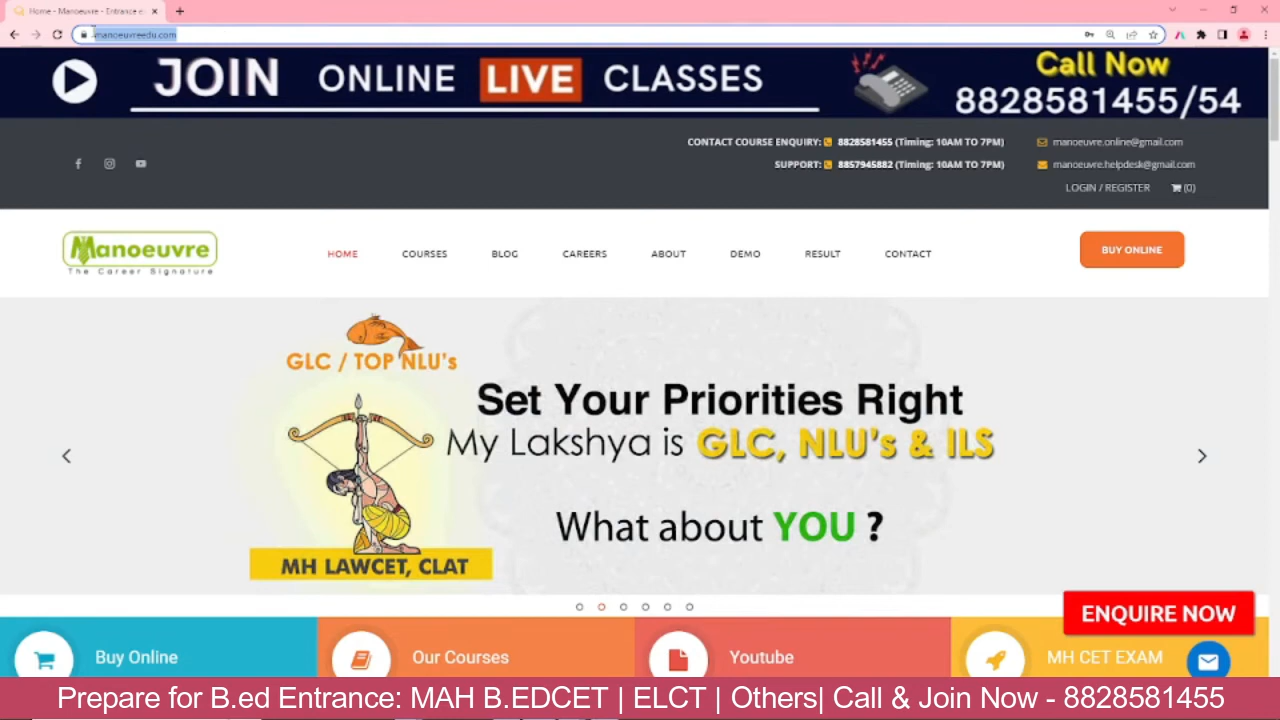 Home - Manoeuvre - Entrance e
manoeuvreedu.com
JOIN ONLINE LIVE CLASSES
Call Now
8828581455/54
CONTACT COURSE ENQUIRY: 8828581455 (Timing: 10AM TO 7PM)
manoeuvre.online@gmail.com
SUPPORT: 8857945882 (Timing: 10AM TO 7PM)
manoeuvre.helpdesk@gmail.com
LOGIN / REGISTER (0)
Manoeuvre
The Career Signature
HOME COURSES BLOG CAREERS ABOUT DEMO RESULT CONTACT
BUY ONLINE
GLC / TOP NLU's
Set Your Priorities Right
My Lakshya is GLC, NLU's & ILS
What about YOU ?
MH LAWCET, CLAT
ENQUIRE NOW
Buy Online
Our Courses
Youtube
MH CET EXAM
Prepare for B.ed Entrance: MAH B.EDCET | ELCT | Others| Call & Join Now - 8828581455